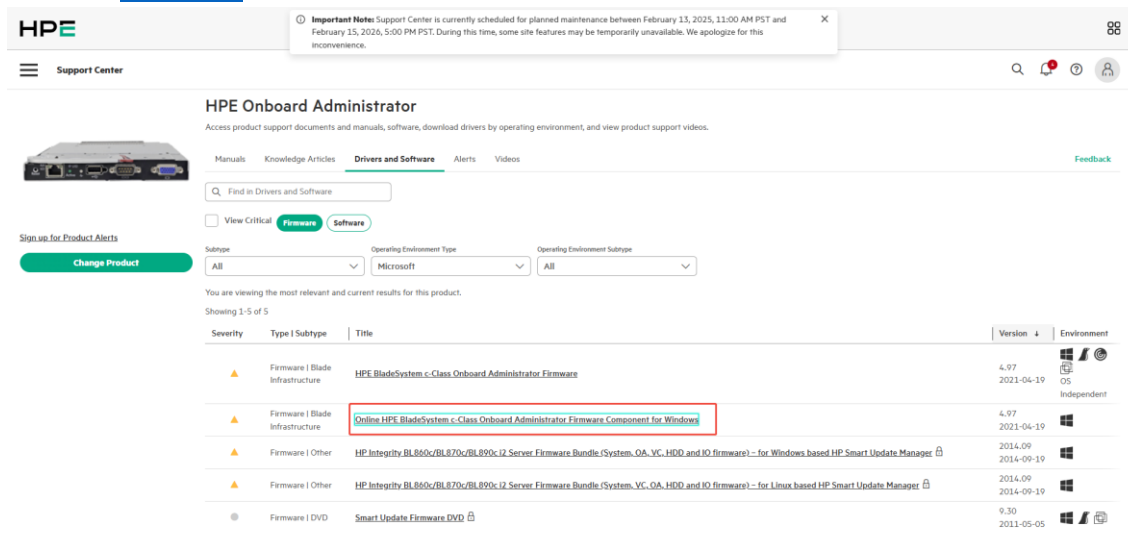 HPE
Important Note: Support Center is currently scheduled for planned maintenance between February 13, 2025, 11:00 AM PST and
February 15, 2026, 5:00 PM PST. During this time, some site features may be temporarily unavailable. We apologize for this
inconvenience.
Support Center
HPE Onboard Administrator
Access product support documents and manuals, software, download drivers by operating environment, and view product support videos.
Manuals Knowledge Articles Drivers and Software Alerts Videos Feedback
Find in Drivers and Software
View Critical Firmware Software
Sign up for Product Alerts
Change Product
Subtype Operating Environment Type Operating Environment Subtype
All Microsoft All
You are viewing the most relevant and current results for this product.
Showing 1-5 of 5
Severity Type | Subtype Title Version Environment
Firmware | Blade
Infrastructure
HPE BladeSystem c-Class Onboard Administrator Firmware
4.97
2021-04-19
OS
Independent
Firmware | Blade
Infrastructure
Online HPE BladeSystem c-Class Onboard Administrator Firmware Component for Windows
4.97
2021-04-19
Firmware | Other
HP Integrity BL860c/BL870c/BL890c i2 Server Firmware Bundle (System, OA, VC, HDD and IO firmware) – for Windows based HP Smart Update Manager
2014.09
2014-09-19
Firmware | Other
HP Integrity BL860c/BL870c/BL890c i2 Server Firmware Bundle (System, VC, OA, HDD and IO firmware) – for Linux based HP Smart Update Manager
2014.09
2014-09-19
Firmware | DVD
Smart Update Firmware DVD
9.30
2011-05-05